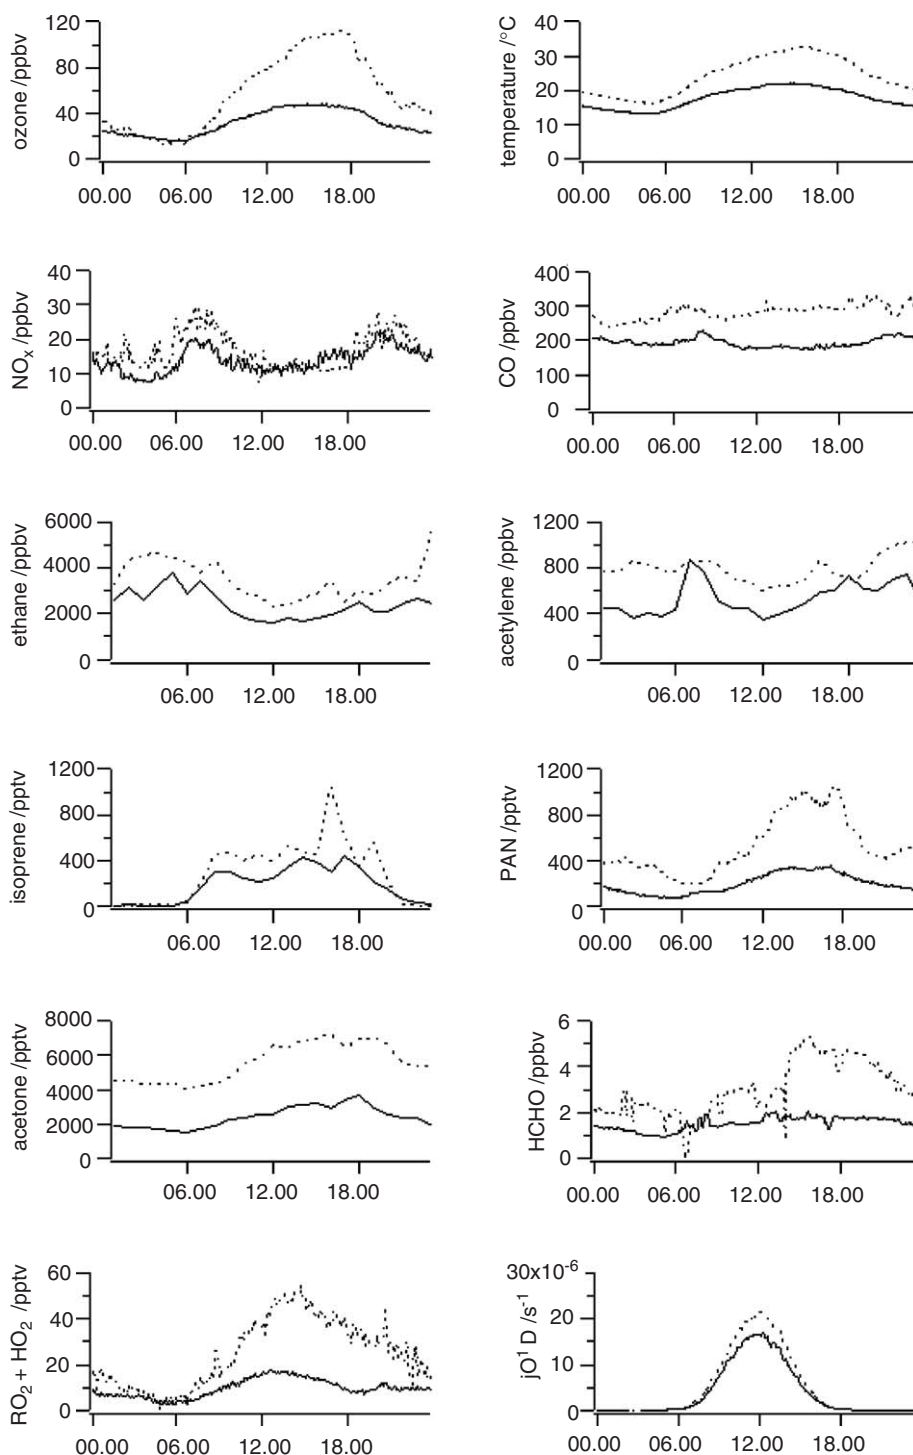 ozone /ppbv
120
80
40
0
00.00 06.00 12.00 18.00
temperature /°C
40
30
20
10
0
00.00 06.00 12.00 18.00
NOx /ppbv
40
30
20
10
0
00.00 06.00 12.00 18.00
CO /ppbv
400
300
200
100
0
00.00 06.00 12.00 18.00
ethane /ppbv
6000
4000
2000
0
06.00 12.00 18.00
acetylene /ppbv
1200
800
400
0
06.00 12.00 18.00
isoprene /pptv
1200
800
400
0
06.00 12.00 18.00
PAN /pptv
1200
800
400
0
00.00 06.00 12.00 18.00
acetone /pptv
8000
6000
4000
2000
0
06.00 12.00 18.00
HCHO /ppbv
6
4
2
0
00.00 06.00 12.00 18.00
RO2 + HO2 /pptv
60
40
20
0
00.00 06.00 12.00 18.00
jO¹ D /s⁻¹
30x10⁻⁶
20
10
0
00.00 06.00 12.00 18.00